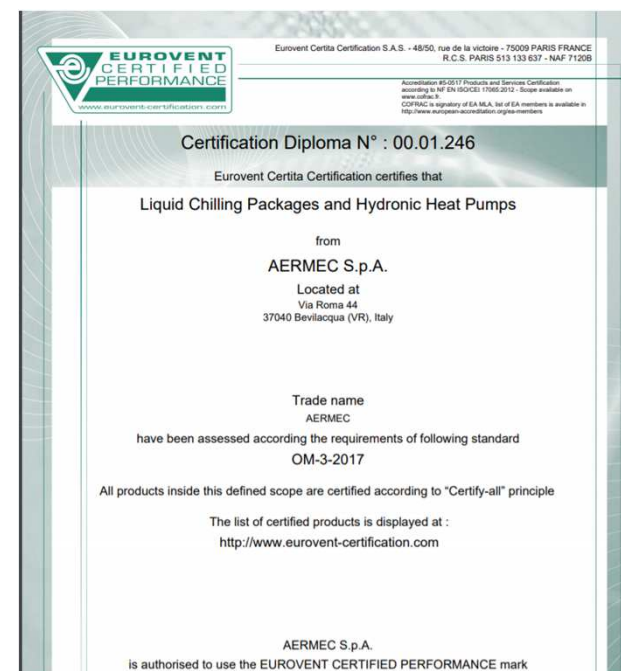 EUROVENT
CERTIFIED
PERFORMANCE
www.eurovent-certification.com
Eurovent Certita Certification S.A.S. - 48/50, rue de la victoire - 75009 PARIS FRANCE
R.C.S. PARIS 513 133 637 - NAF 7120B
Accreditation #5-0517 Products and Services Certification
according to NF EN ISO/CEI 17065:2012 - Scope available on
www.cofrac.fr.
COFRAC is signatory of EA MLA, list of EA members is available in
http://www.european-accreditation.org/ea-members
Certification Diploma N° : 00.01.246
Eurovent Certita Certification certifies that
Liquid Chilling Packages and Hydronic Heat Pumps
from
AERMEC S.p.A.
Located at
Via Roma 44
37040 Bevilacqua (VR), Italy
Trade name
AERMEC
have been assessed according the requirements of following standard
OM-3-2017
All products inside this defined scope are certified according to “Certify-all” principle
The list of certified products is displayed at :
http://www.eurovent-certification.com
AERMEC S.p.A.
is authorised to use the EUROVENT CERTIFIED PERFORMANCE mark